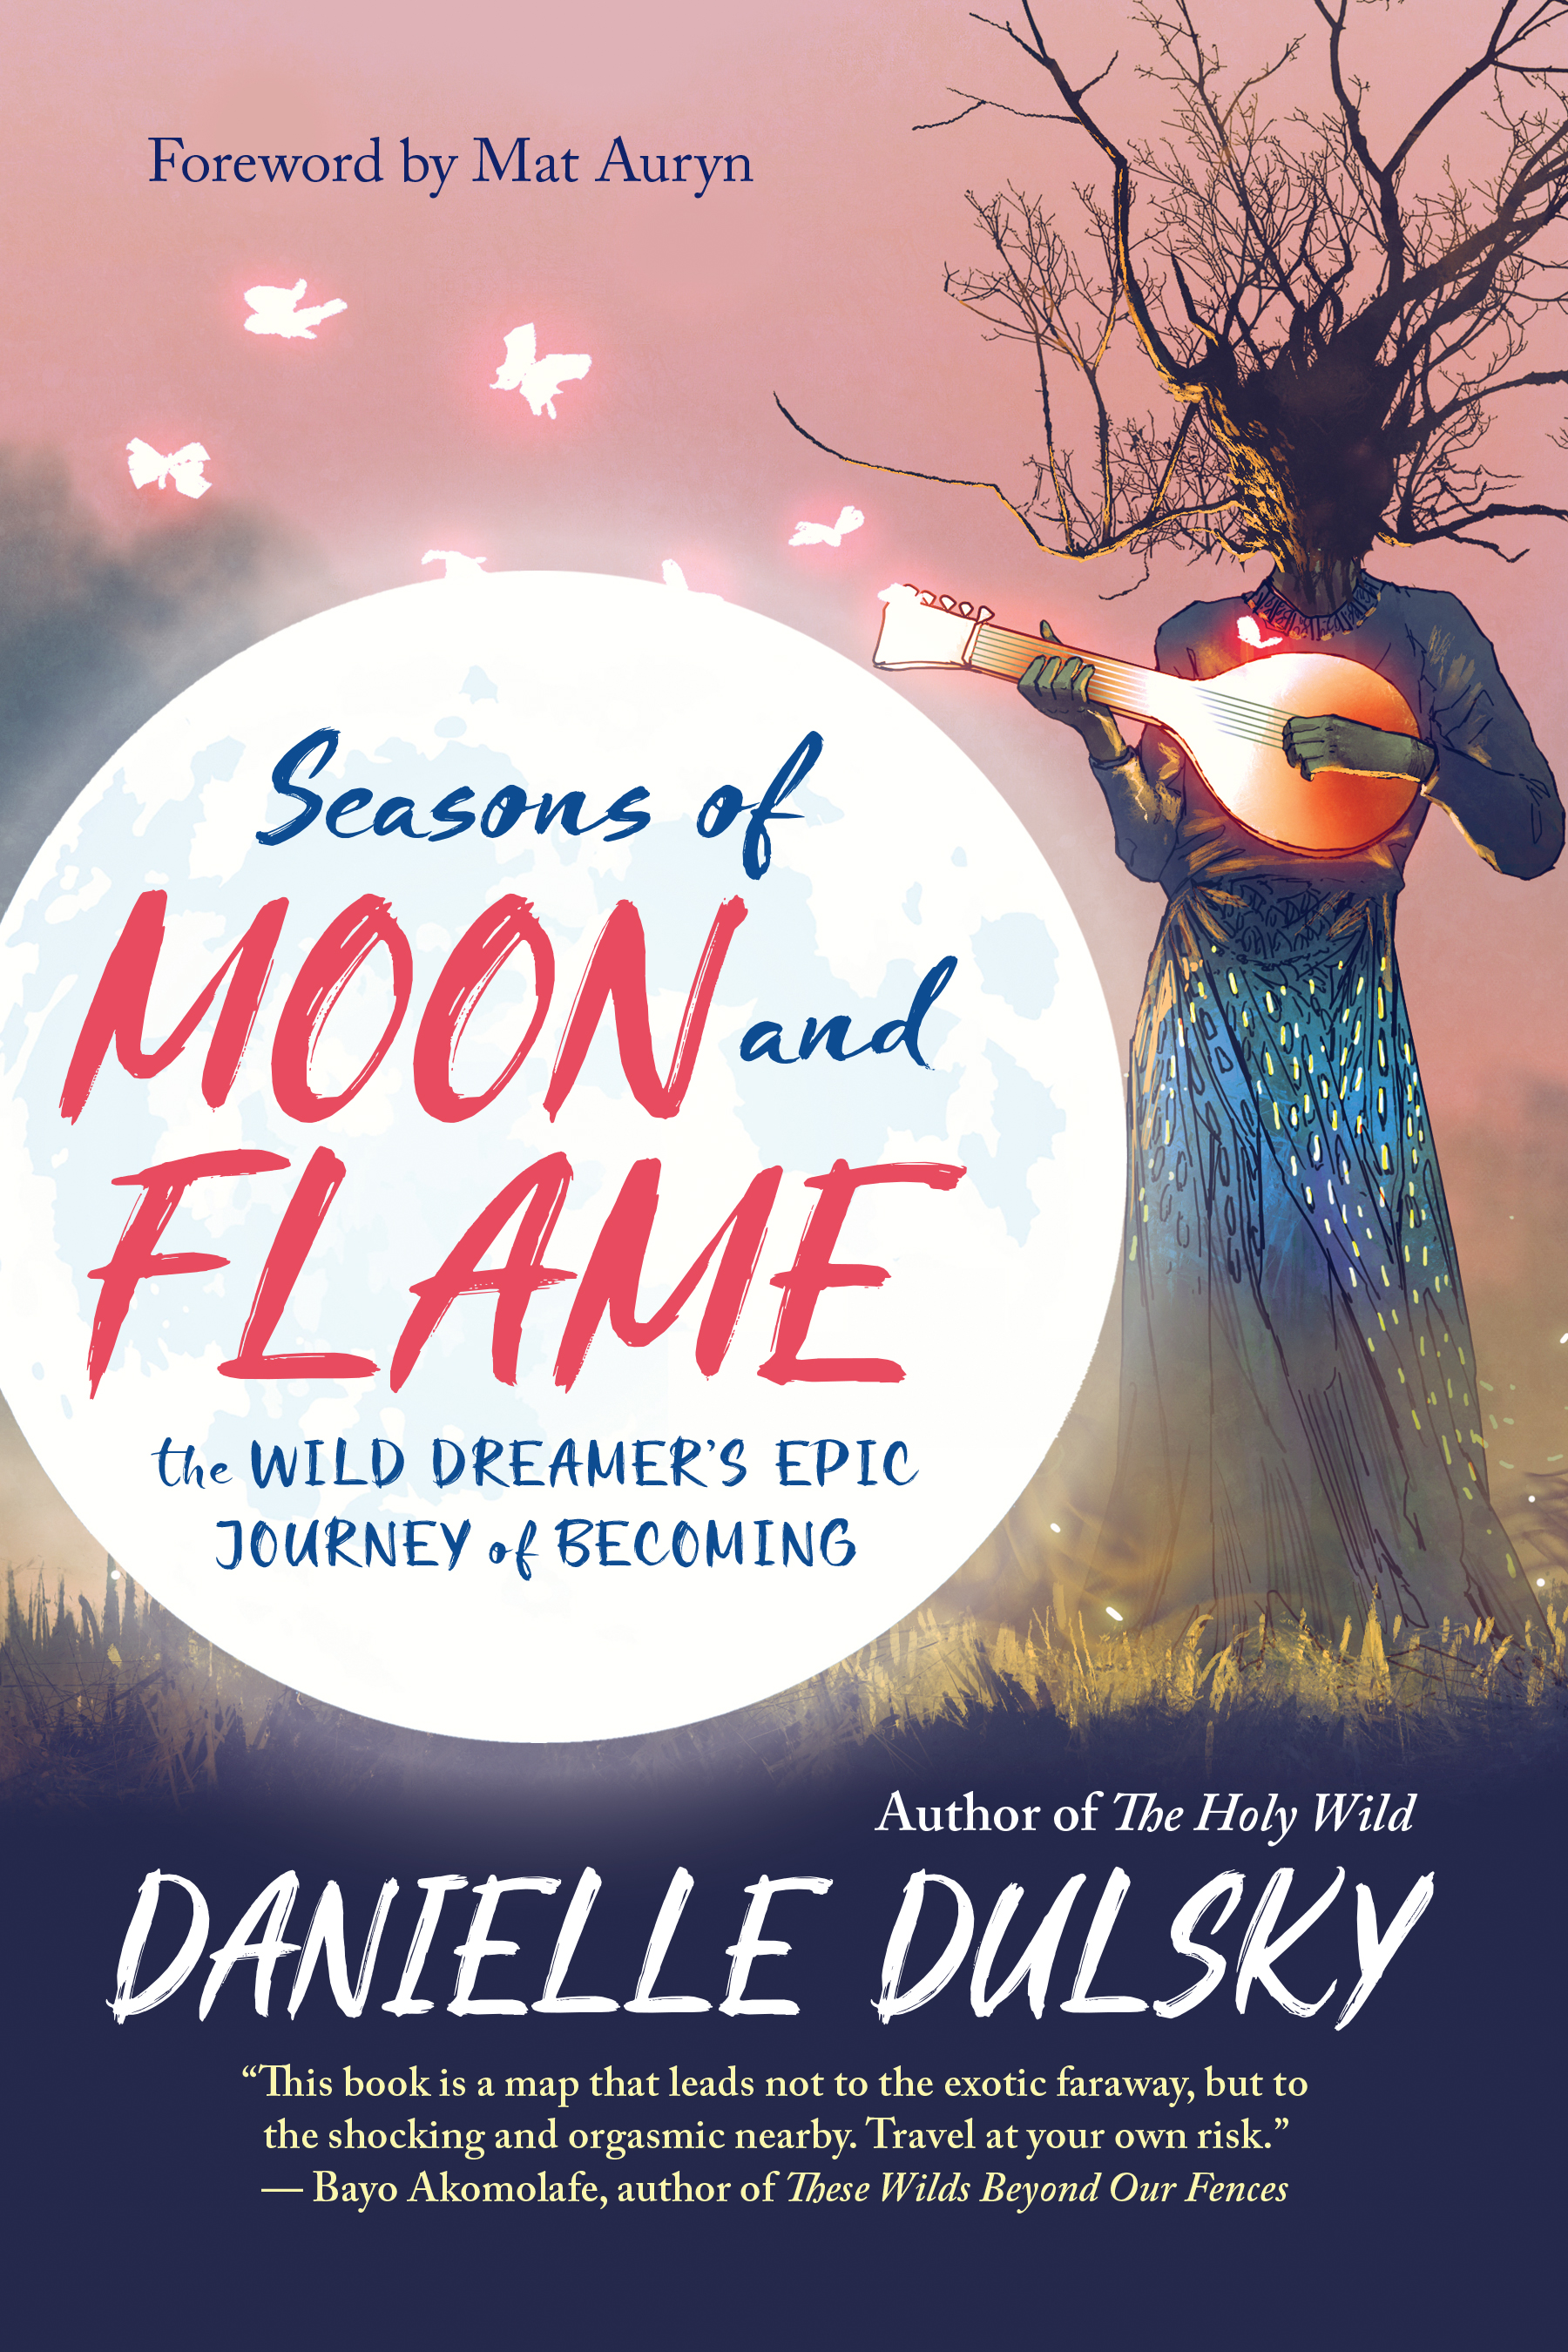 Foreword by Mat Auryn
Seasons of
MOON and
FLAME
the WILD DREAMER’S EPIC
JOURNEY of BECOMING
Author of The Holy Wild
DANIELLE DULSKY
“This book is a map that leads not to the exotic faraway, but to
the shocking and orgasmic nearby. Travel at your own risk.”
— Bayo Akomolafe, author of These Wilds Beyond Our Fences